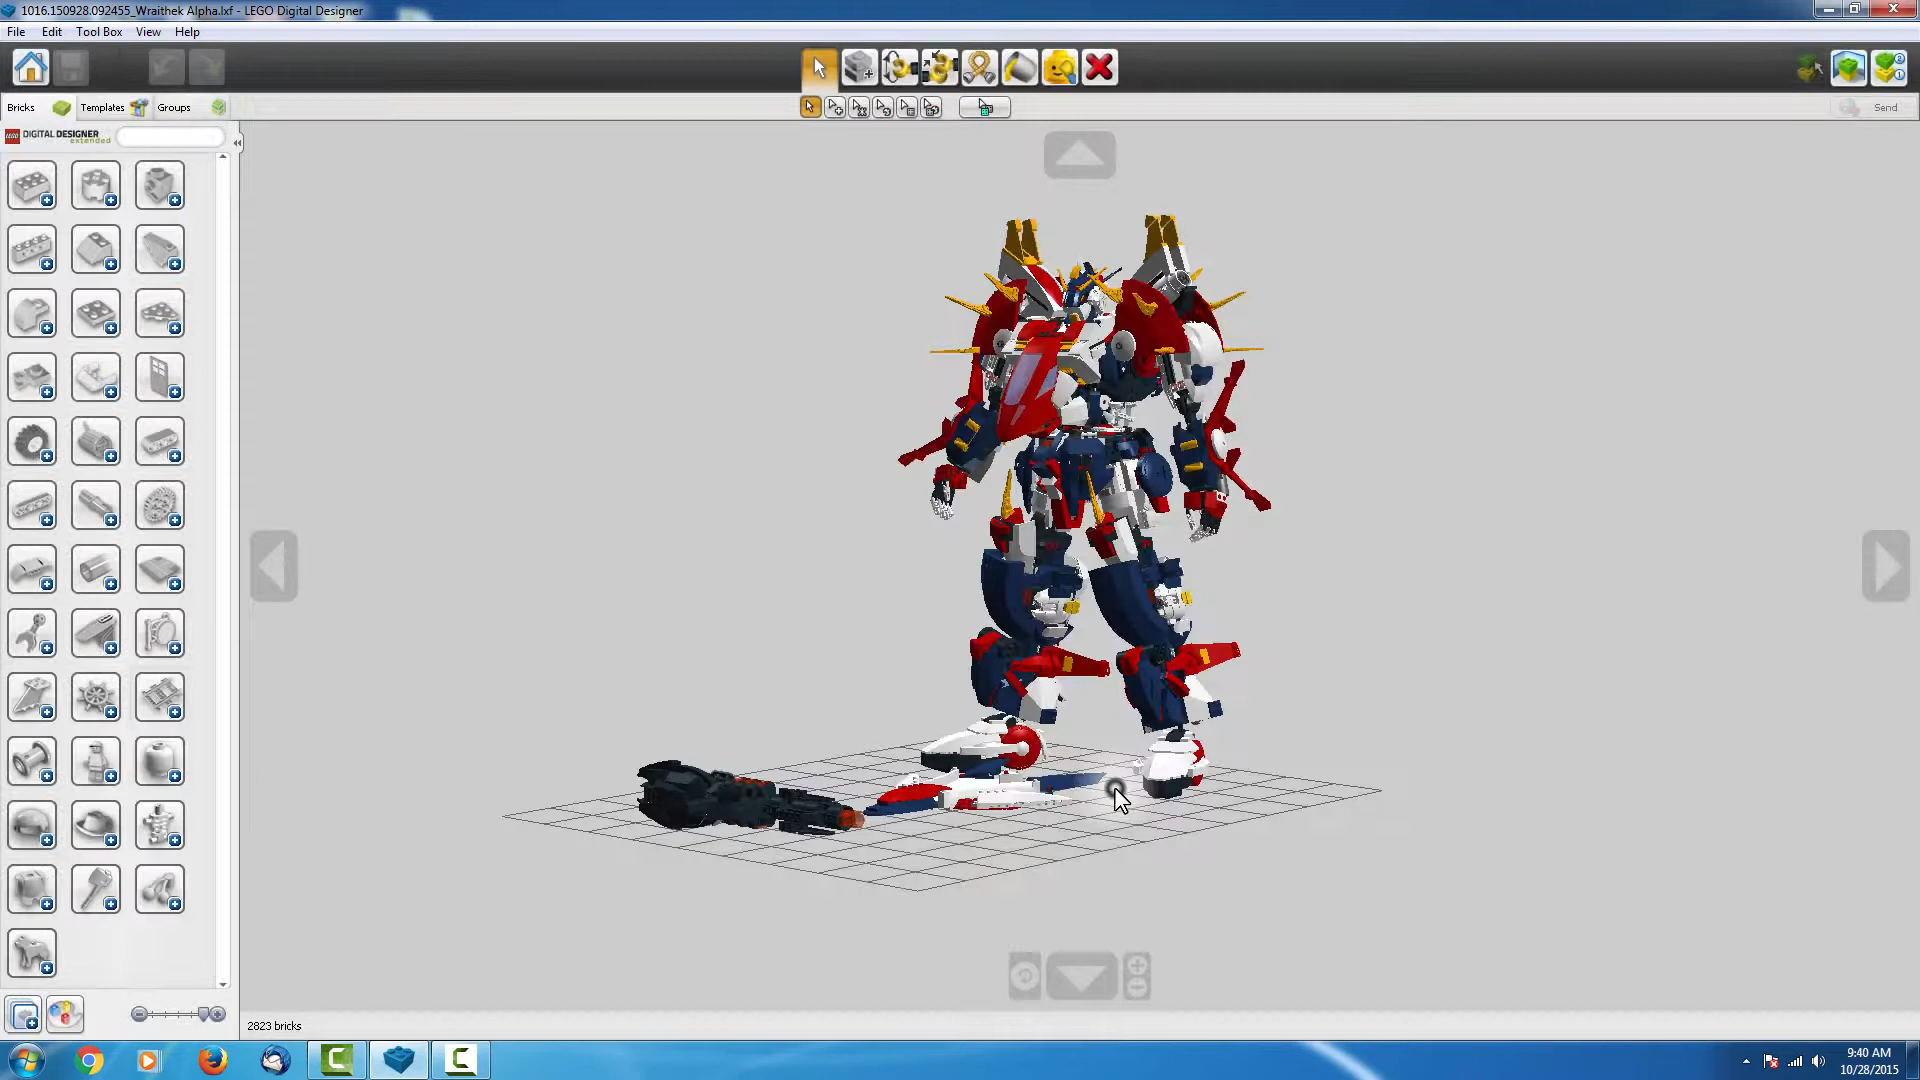 1016.150928.092455_Wraithek Alpha.lxf - LEGO Digital Designer
File Edit Tool Box View Help
Bricks Templates Groups
Send
LEGO DIGITAL DESIGNER
extended
2823 bricks
9:40 AM
10/28/2015